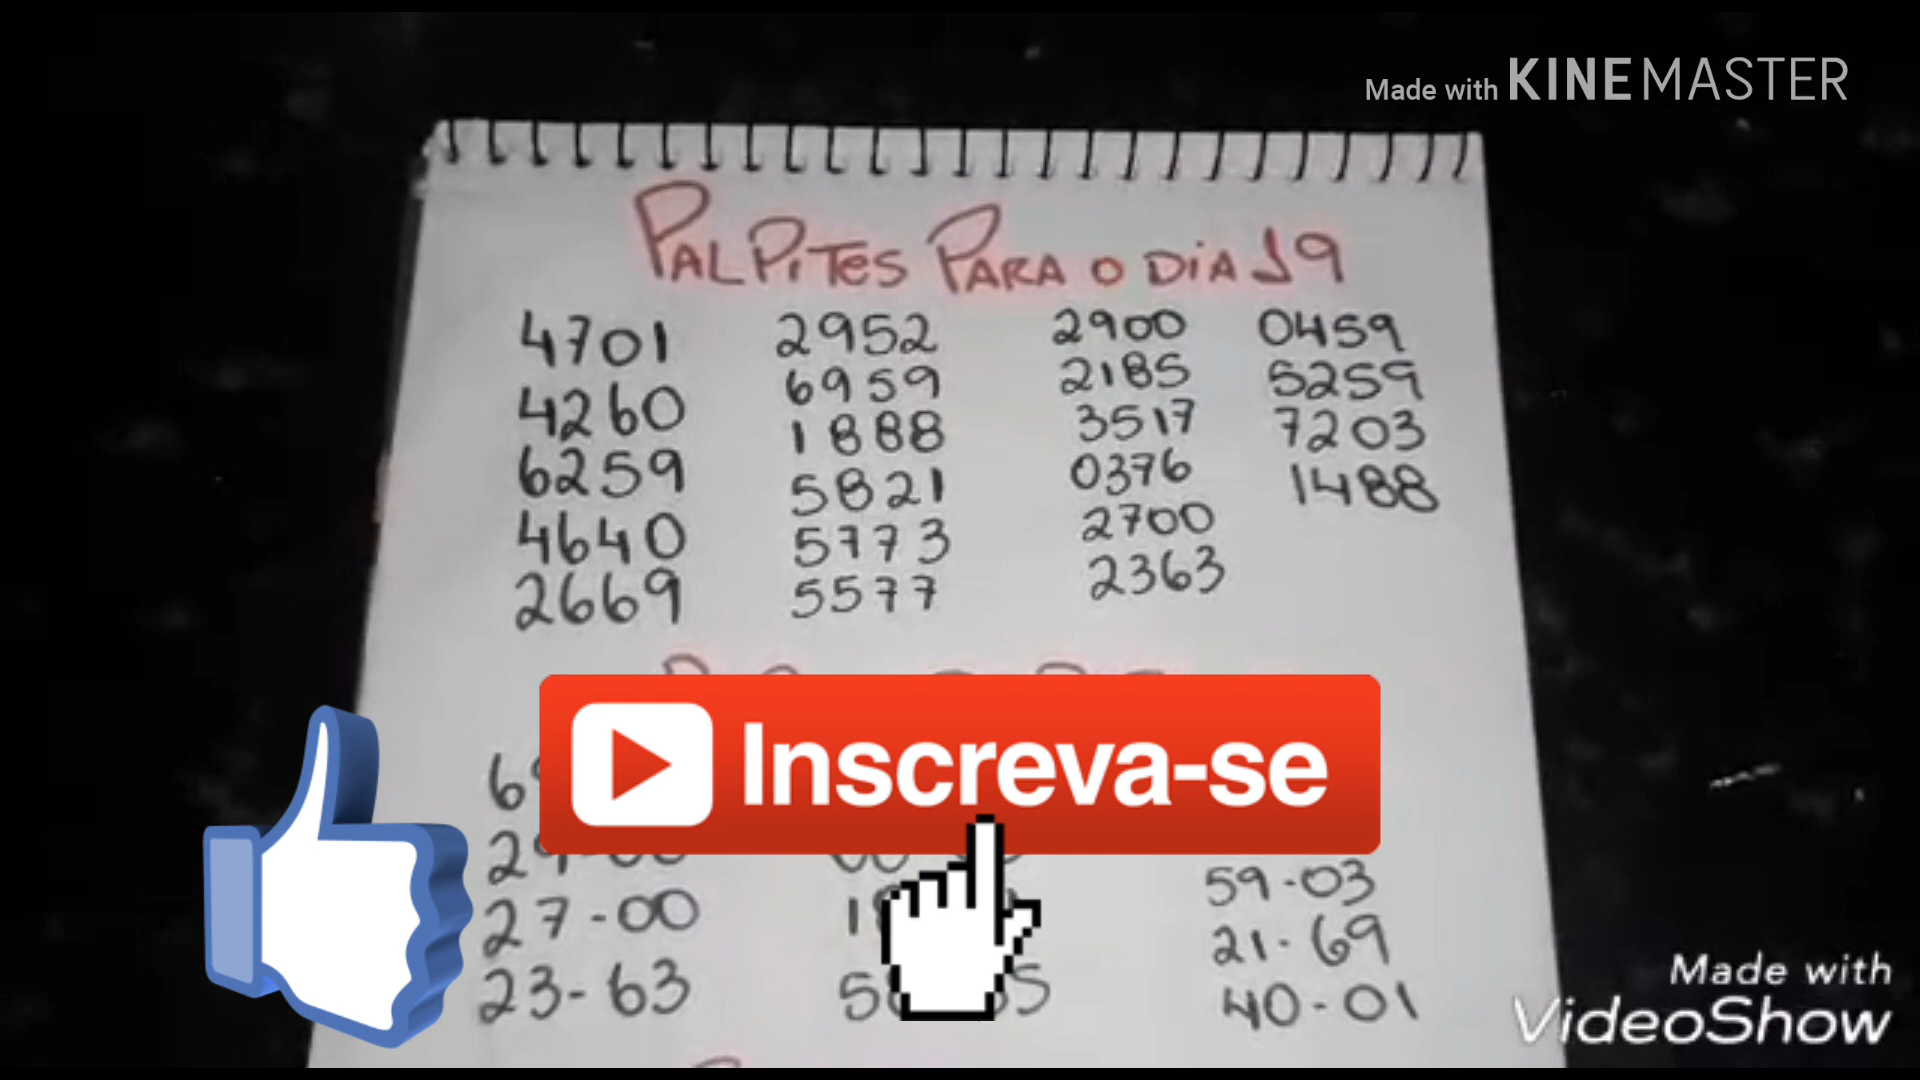 Made with KINEMASTER
PALPITES PARA O DIA 19
4701 2952 2900 0459
4260 6959 2185 5259
6259 1888 3517 7203
4640 5821 0376 1488
2669 5773 2700
5577 2363
Inscreva-se
59-03
27-00
21-69
23-63
40-01
Made with
VideoShow